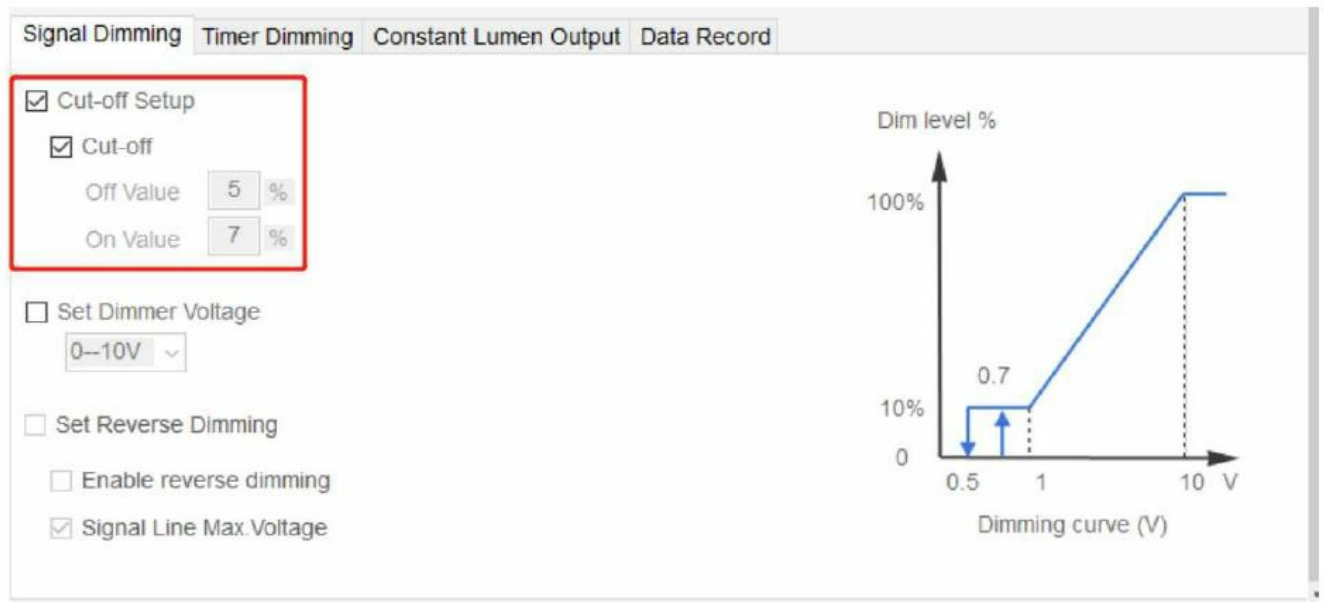 Signal Dimming Timer Dimming Constant Lumen Output Data Record
Cut-off Setup
Cut-off
Off Value 5 %
On Value 7 %
Set Dimmer Voltage
0--10V
Set Reverse Dimming
Enable reverse dimming
Signal Line Max.Voltage
Dim level %
100%
0.7
10%
0
0.5 1 10 V
Dimming curve (V)